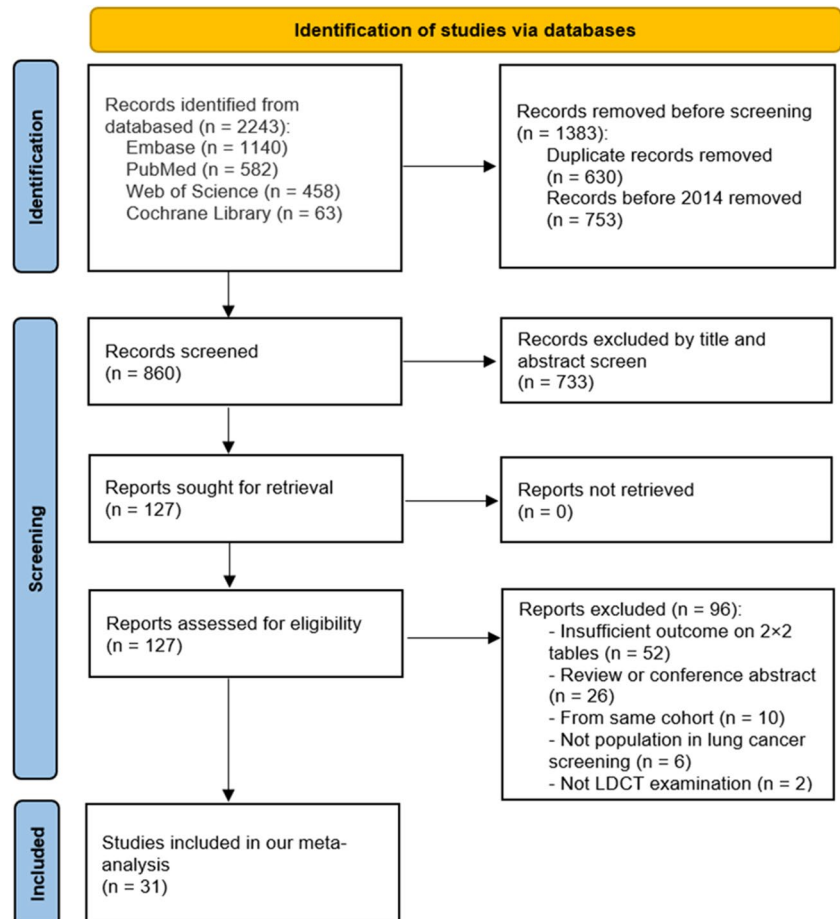 Identification of studies via databases
Identification
Records identified from
databased (n = 2243):
Embase (n = 1140)
PubMed (n = 582)
Web of Science (n = 458)
Cochrane Library (n = 63)
Records removed before screening
(n = 1383):
Duplicate records removed
(n = 630)
Records before 2014 removed
(n = 753)
Screening
Records screened
(n = 860)
Records excluded by title and
abstract screen
(n = 733)
Reports sought for retrieval
(n = 127)
Reports not retrieved
(n = 0)
Reports assessed for eligibility
(n = 127)
Reports excluded (n = 96):
- Insufficient outcome on 2×2
tables (n = 52)
- Review or conference abstract
(n = 26)
- From same cohort (n = 10)
- Not population in lung cancer
screening (n = 6)
- Not LDCT examination (n = 2)
Included
Studies included in our meta-
analysis
(n = 31)